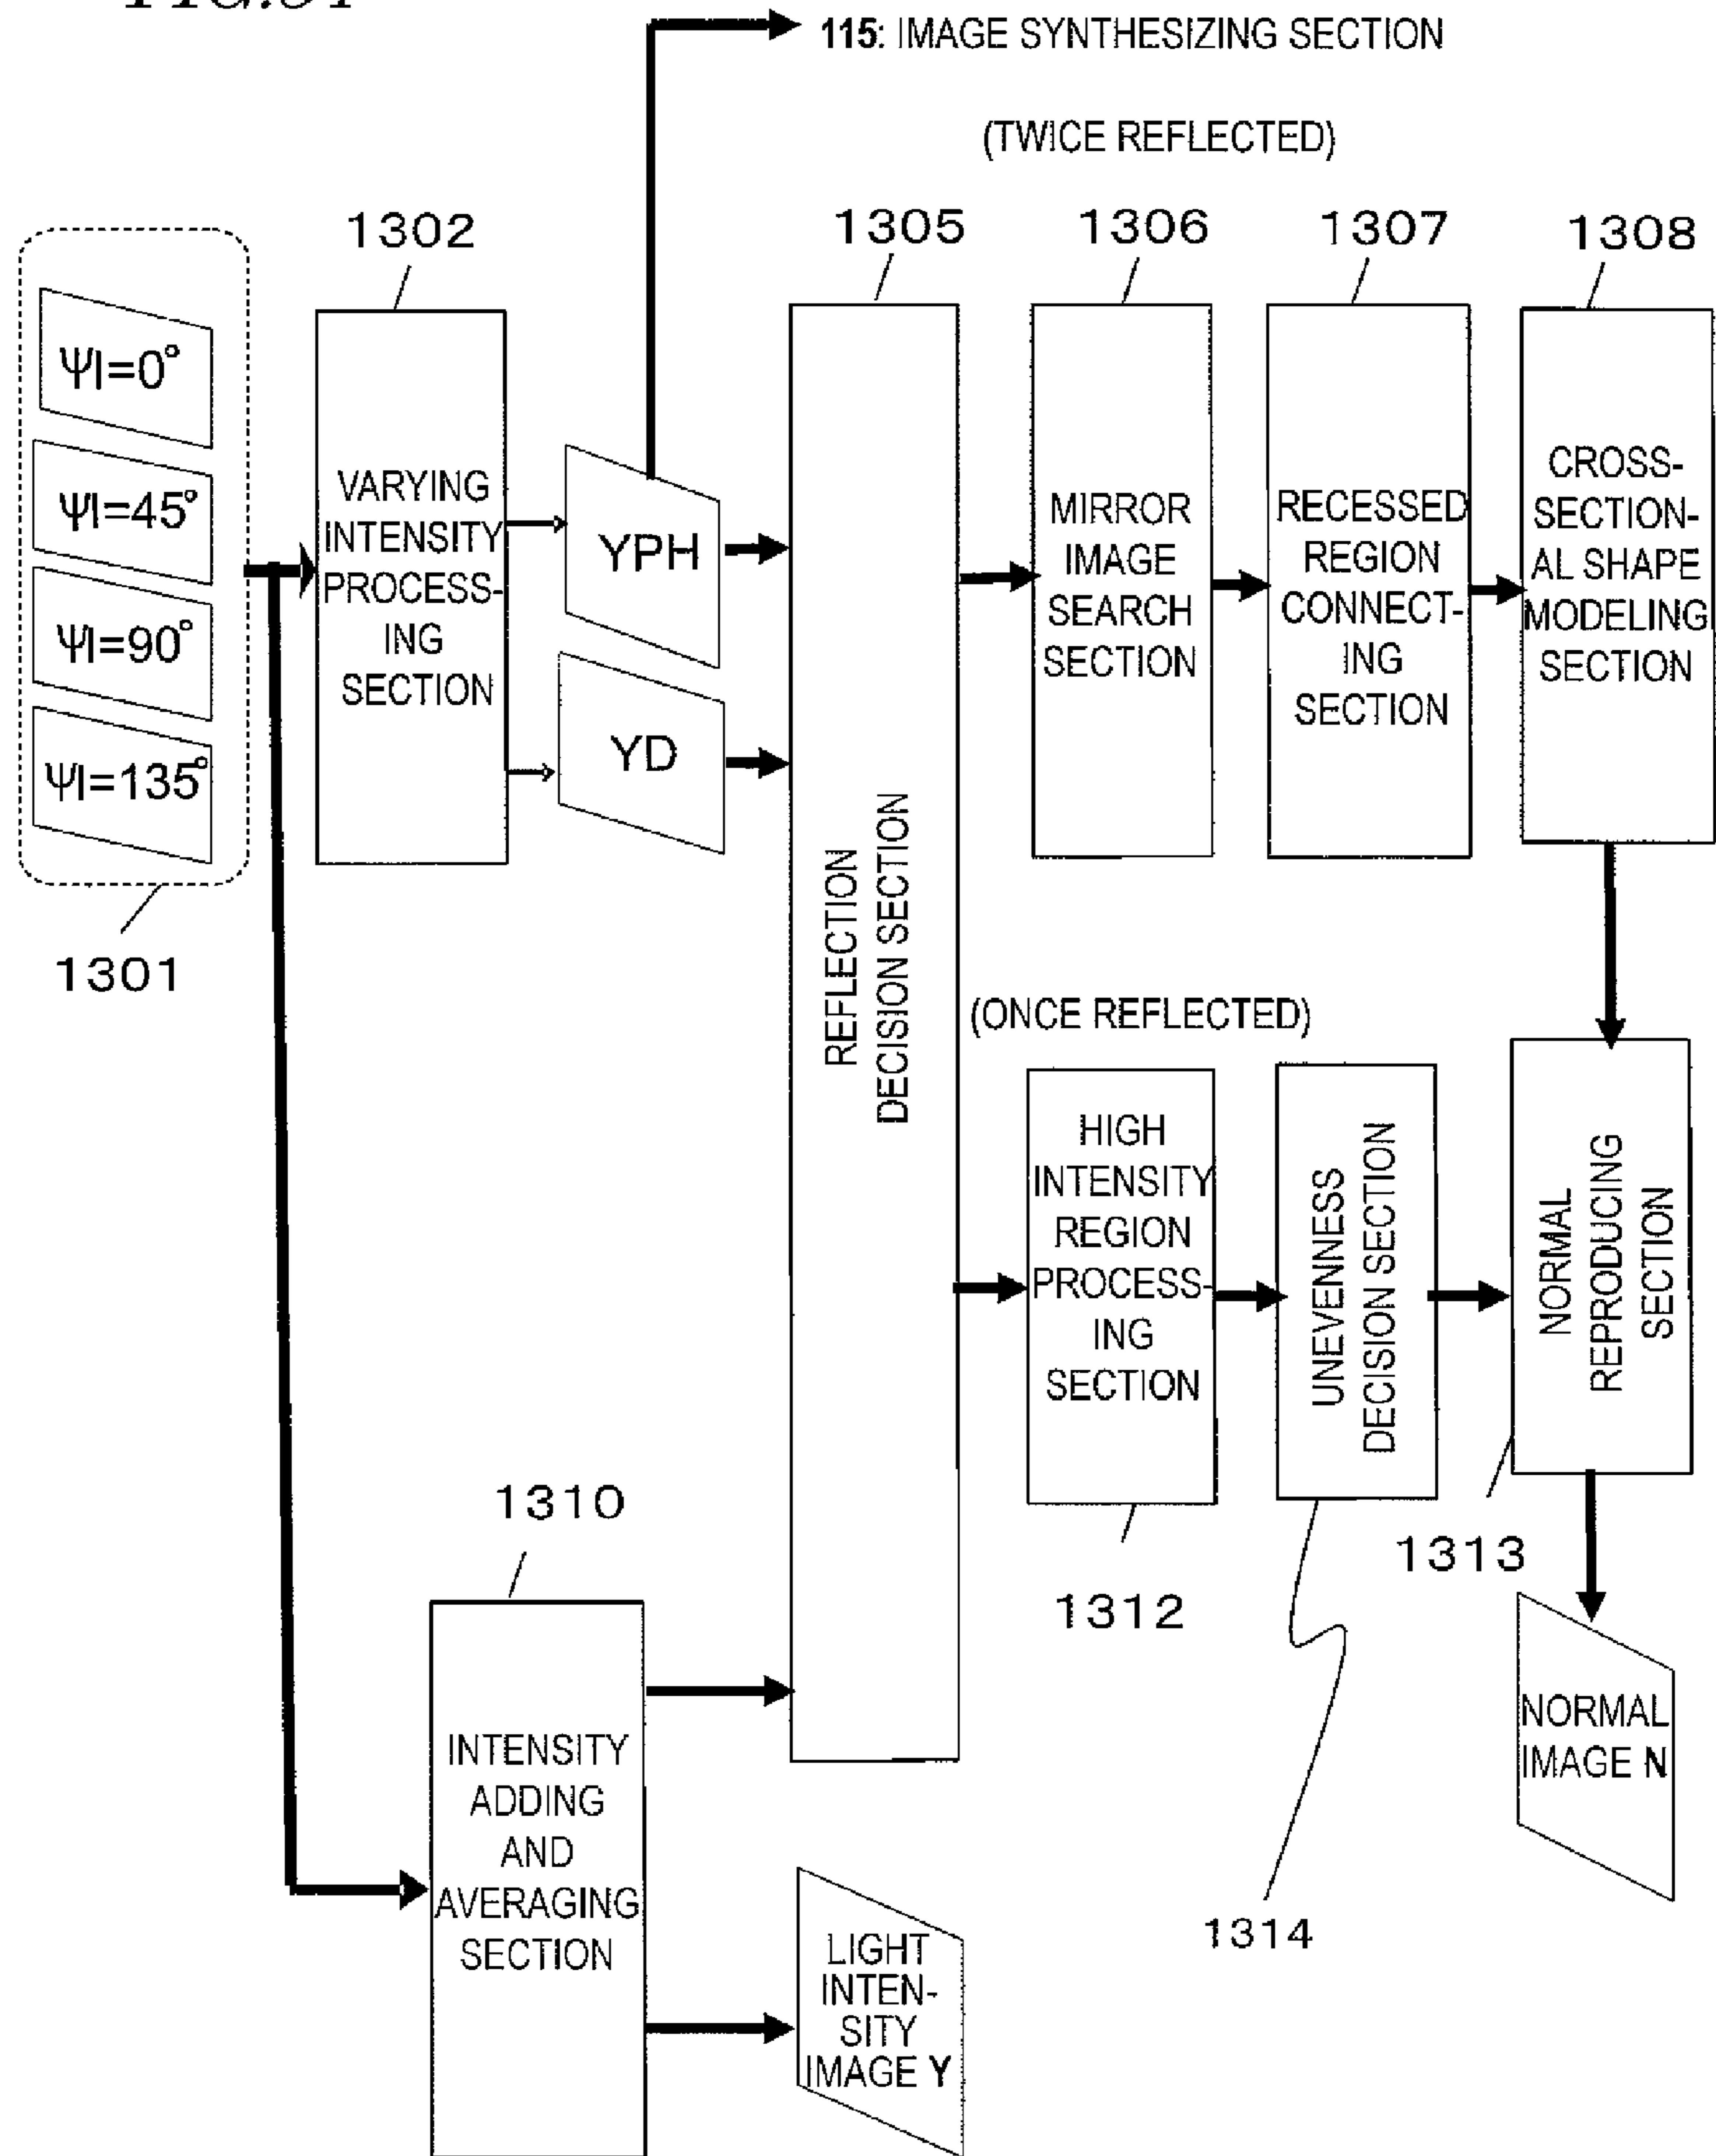 FIG.31
115: IMAGE SYNTHESIZING SECTION
(TWICE REFLECTED)
1302
1305
1306
1307
1308
ΨI=0°
ΨI=45°
ΨI=90°
ΨI=135°
1301
VARYING
INTENSITY
PROCESS-
ING
SECTION
YPH
YD
REFLECTION
DECISION SECTION
MIRROR
IMAGE
SEARCH
SECTION
RECESSED
REGION
CONNECT-
ING
SECTION
CROSS-
SECTION-
AL SHAPE
MODELING
SECTION
(ONCE REFLECTED)
HIGH
INTENSITY
REGION
PROCESS-
ING
SECTION
UNEVENNESS
DECISION SECTION
NORMAL
REPRODUCING
SECTION
1310
1312
1313
1314
INTENSITY
ADDING
AND
AVERAGING
SECTION
LIGHT
INTEN-
SITY
IMAGE Y
NORMAL
IMAGE N